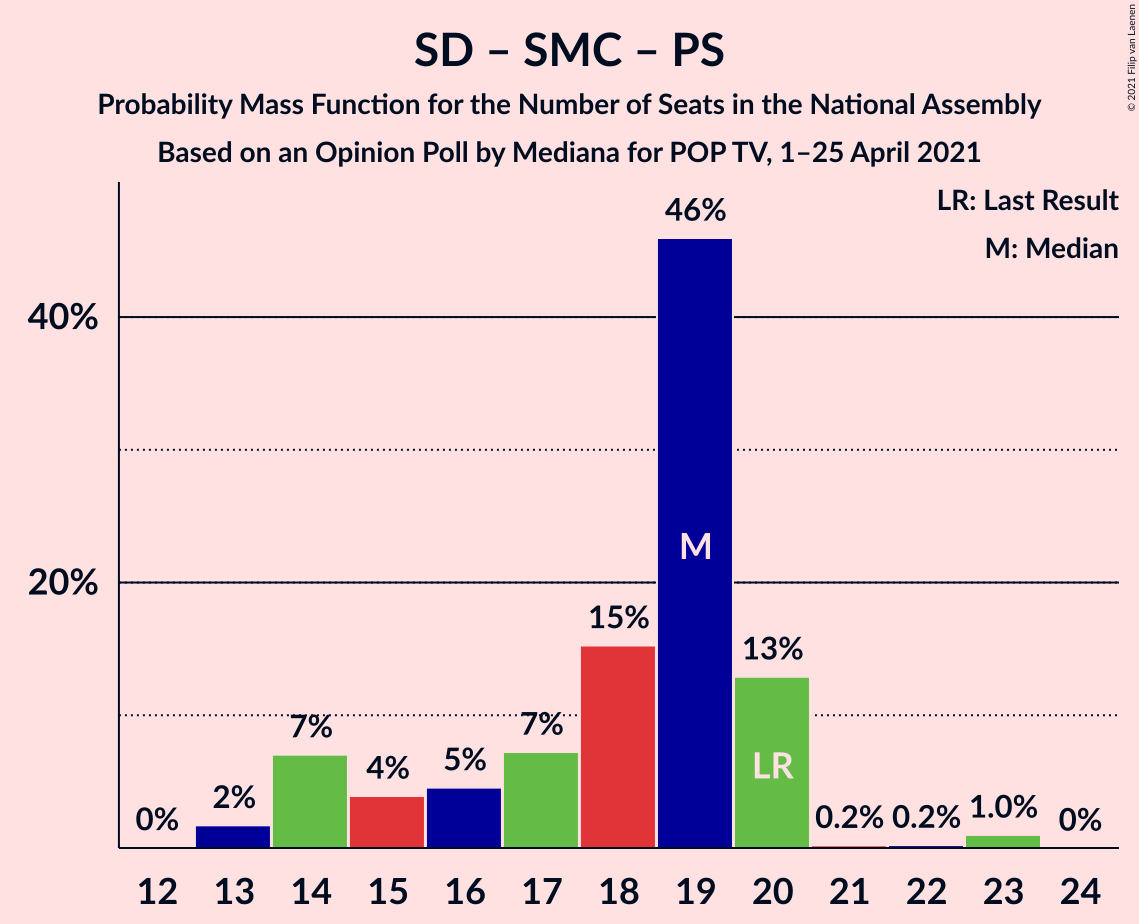 SD – SMC – PS
Probability Mass Function for the Number of Seats in the National Assembly
Based on an Opinion Poll by Mediana for POP TV, 1–25 April 2021
© 2021 Filip van Laenen
LR: Last Result
M: Median
40%
20%
0%
2%
7%
4%
5%
7%
15%
46%
13%
0.2%
0.2%
1.0%
0%
M
LR
12 13 14 15 16 17 18 19 20 21 22 23 24